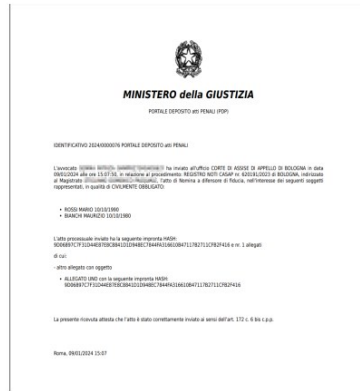 MINISTERO della GIUSTIZIA
PORTALE DEPOSITO atti PENALI (PDP)
IDENTIFICATIVO 20240000076 PORTALE DEPOSITO atti PENALI
L'avvocato ha inviato all'ufficio CORTE DI ASSISE DI APPELLO DI BOLOGNA in data
09/01/2024 alle ore 15:07:50, in relazione al procedimento: REGISTRO NOTI CASAP nr. 620191/2023 di BOLOGNA, indirizzato
al Magistrato l'atto di Nomina a difensore di fiducia, nell'interesse dei seguenti soggetti
rappresentati, in qualità di CIVILMENTE OBBLIGATO:
• ROSSI MARIO 10/10/1980
• BIANCHI MAURIZIO 10/10/1980
L'atto processuale inviato ha la seguente impronta HASH:
e nr. 1 allegati
di cui:
- altro allegato con oggetto
• ALLEGATO UNO con la seguente impronta HASH:
La presente ricevuta attesta che l'atto è stato correttamente inviato ai sensi dell'art. 172 c. 6 bis c.p.p.
Roma, 09/01/2024 15:07